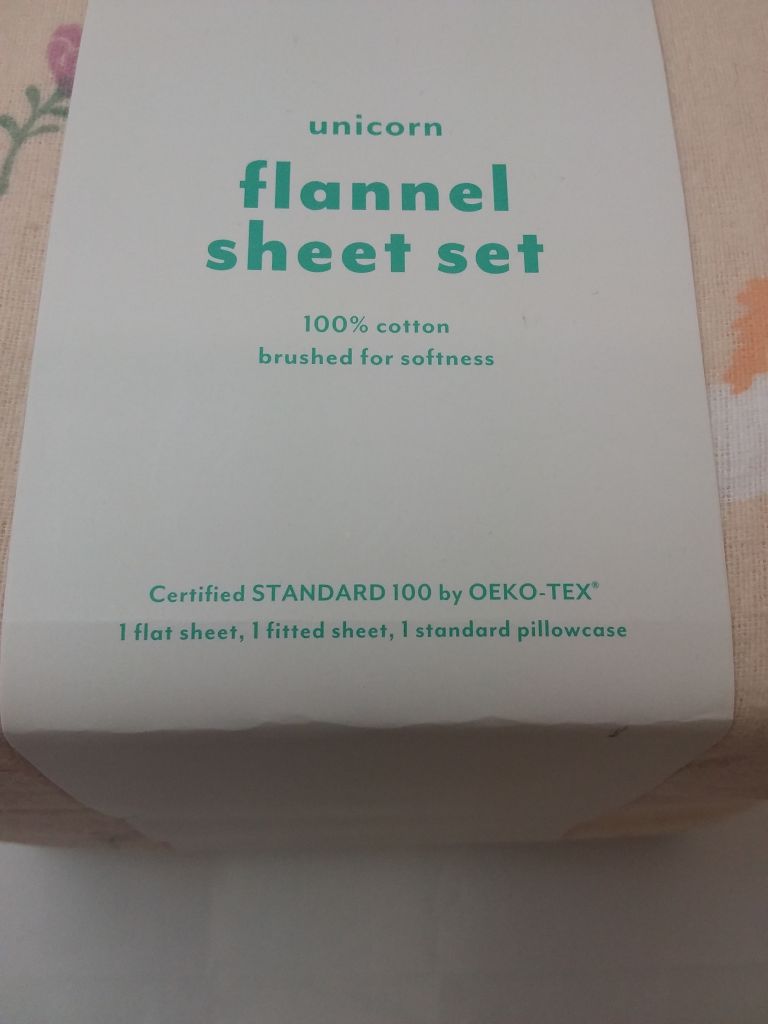 unicorn
flannel
sheet set
100% cotton
brushed for softness
Certified STANDARD 100 by OEKO-TEX®
1 flat sheet, 1 fitted sheet, 1 standard pillowcase